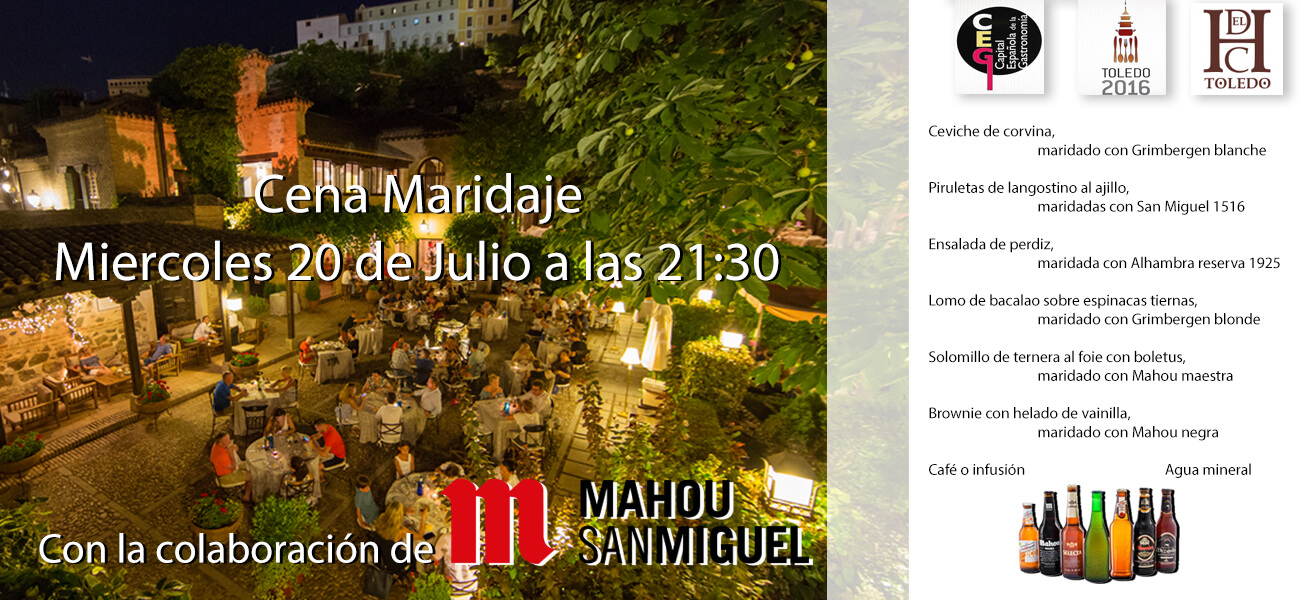 Cena Maridaje
Miercoles 20 de Julio a las 21:30
Con la colaboración de
MAHOU
SANMIGUEL
CEG
Capital
Española de la
Gastronomía
TOLEDO
2016
H DEL C
TOLEDO
Ceviche de corvina,
maridado con Grimbergen blanche
Piruletas de langostino al ajillo,
maridadas con San Miguel 1516
Ensalada de perdiz,
maridada con Alhambra reserva 1925
Lomo de bacalao sobre espinacas tiernas,
maridado con Grimbergen blonde
Solomillo de ternera al foie con boletus,
maridado con Mahou maestra
Brownie con helado de vainilla,
maridado con Mahou negra
Café o infusión
Agua mineral
Mahou
SELECTA